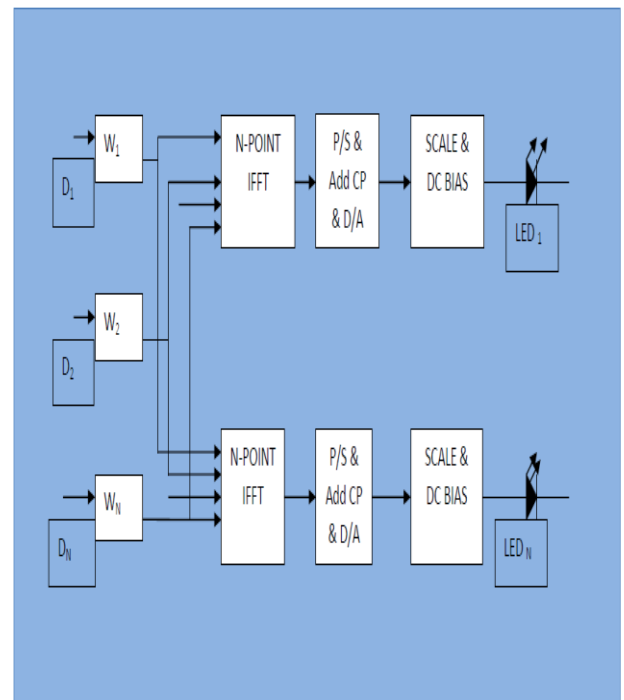 W1
D1
N-POINT
IFFT
P/S &
Add CP
& D/A
SCALE &
DC BIAS
LED 1
W2
D2
WN
DN
N-POINT
IFFT
P/S &
Add CP
& D/A
SCALE &
DC BIAS
LED N